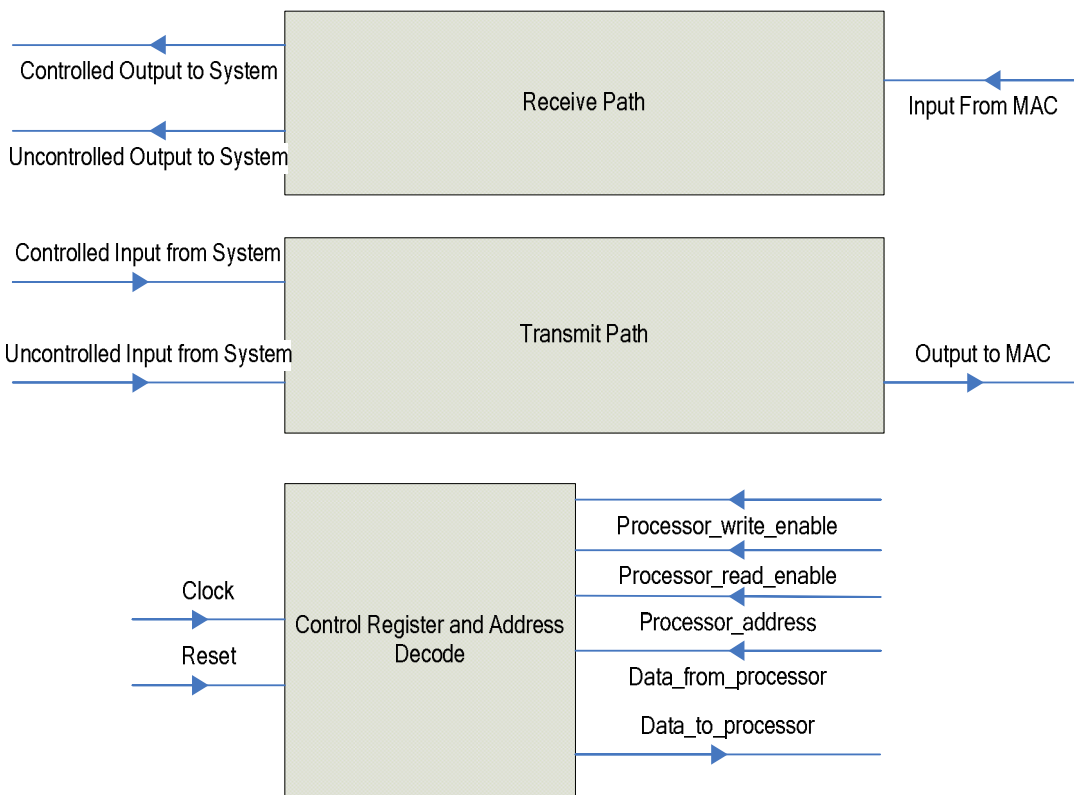 Controlled Output to System
Receive Path
Input From MAC
Uncontrolled Output to System
Controlled Input from System
Transmit Path
Uncontrolled Input from System
Output to MAC
Processor_write_enable
Clock
Processor_read_enable
Control Register and Address
Decode
Processor_address
Reset
Data_from_processor
Data_to_processor